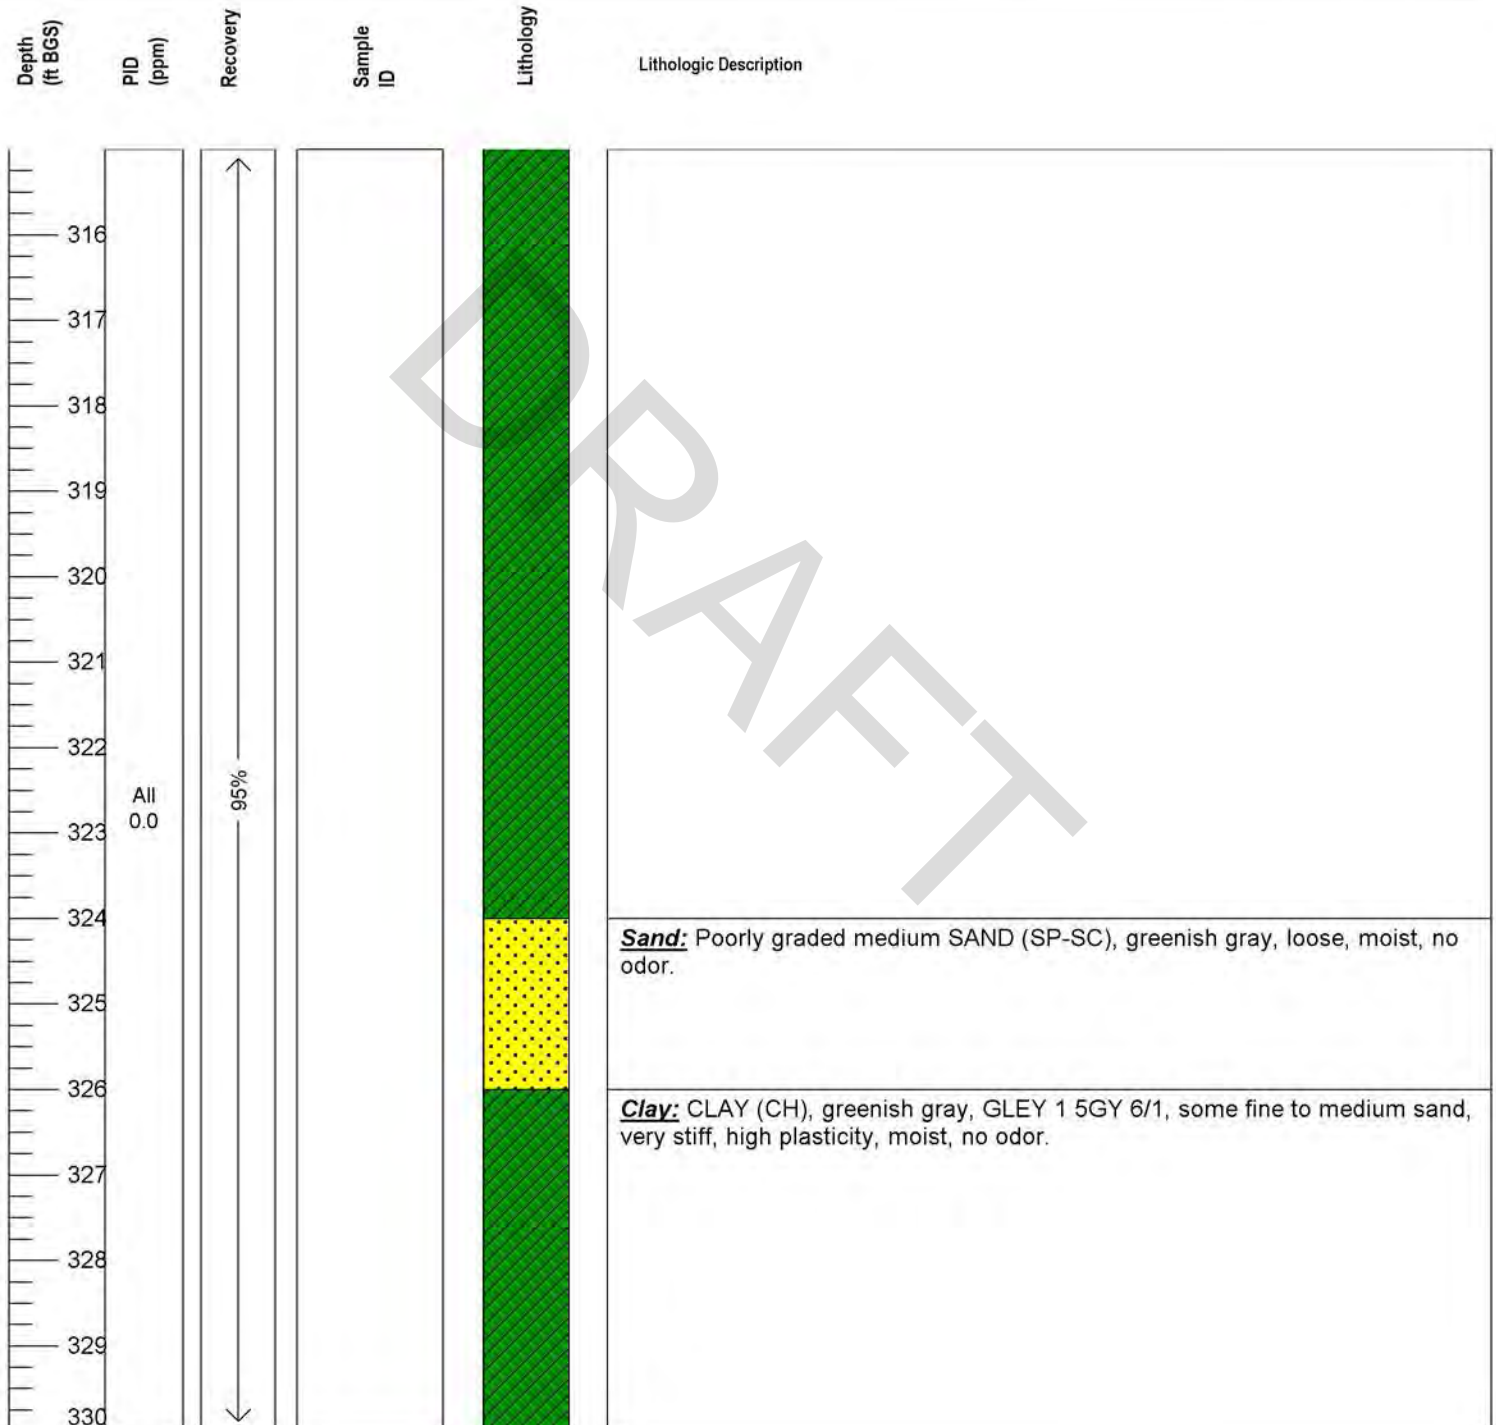 Depth
(ft BGS)
PID
(ppm)
Recovery
Sample
ID
Lithology
Lithologic Description
316
317
318
319
320
321
322
All
0.0
95%
323
324
Sand: Poorly graded medium SAND (SP-SC), greenish gray, loose, moist, no
odor.
325
326
Clay: CLAY (CH), greenish gray, GLEY 1 5GY 6/1, some fine to medium sand,
very stiff, high plasticity, moist, no odor.
327
328
329
330
DRAFT